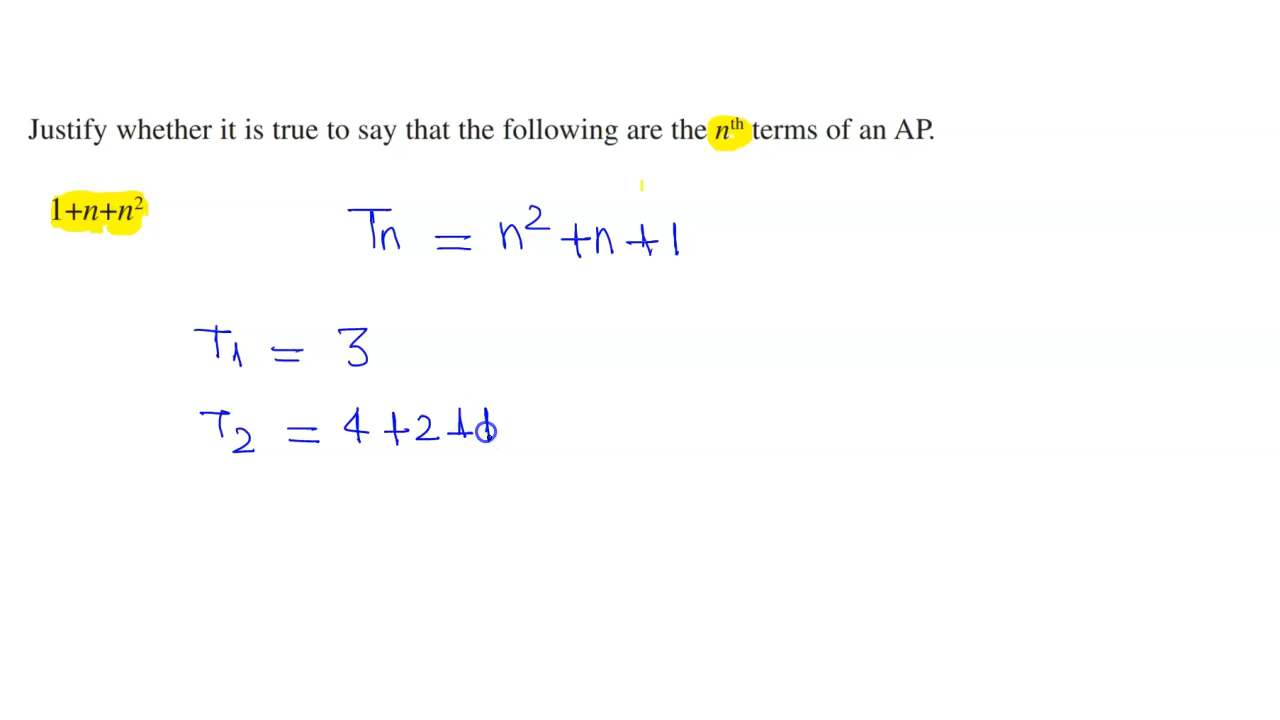 Justify whether it is true to say that the following are the nᵗʰ terms of an AP.
1+n+n²
Tn = n² + n + 1
T₁ = 3
T₂ = 4 + 2 + 1